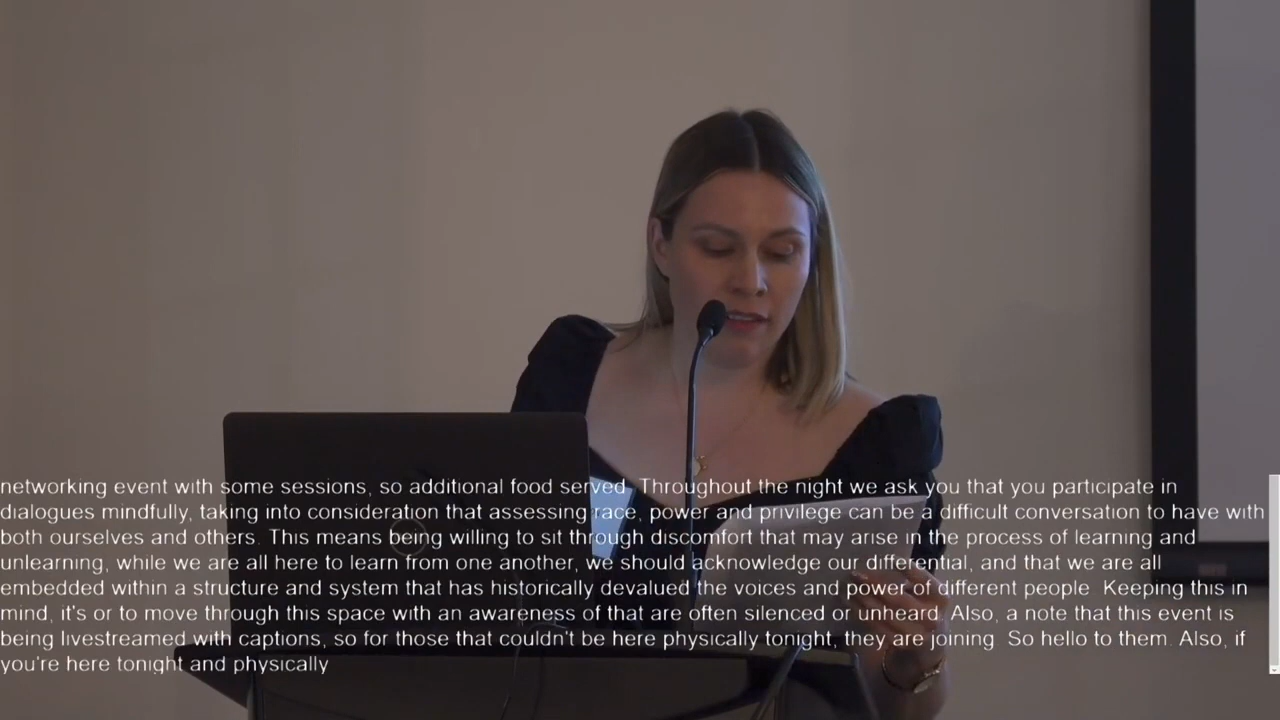 networking event with some sessions, so additional food served. Throughout the night we ask you that you participate in
dialogues mindfully, taking into consideration that assessing race, power and privilege can be a difficult conversation to have with
both ourselves and others. This means being willing to sit through discomfort that may arise in the process of learning and
unlearning, while we are all here to learn from one another, we should acknowledge our differential, and that we are all
embedded within a structure and system that has historically devalued the voices and power of different people. Keeping this in
mind, it's or to move through this space with an awareness of that are often silenced or unheard. Also, a note that this event is
being livestreamed with captions, so for those that couldn't be here physically tonight, they are joining. So hello to them. Also, if
you're here tonight and physically